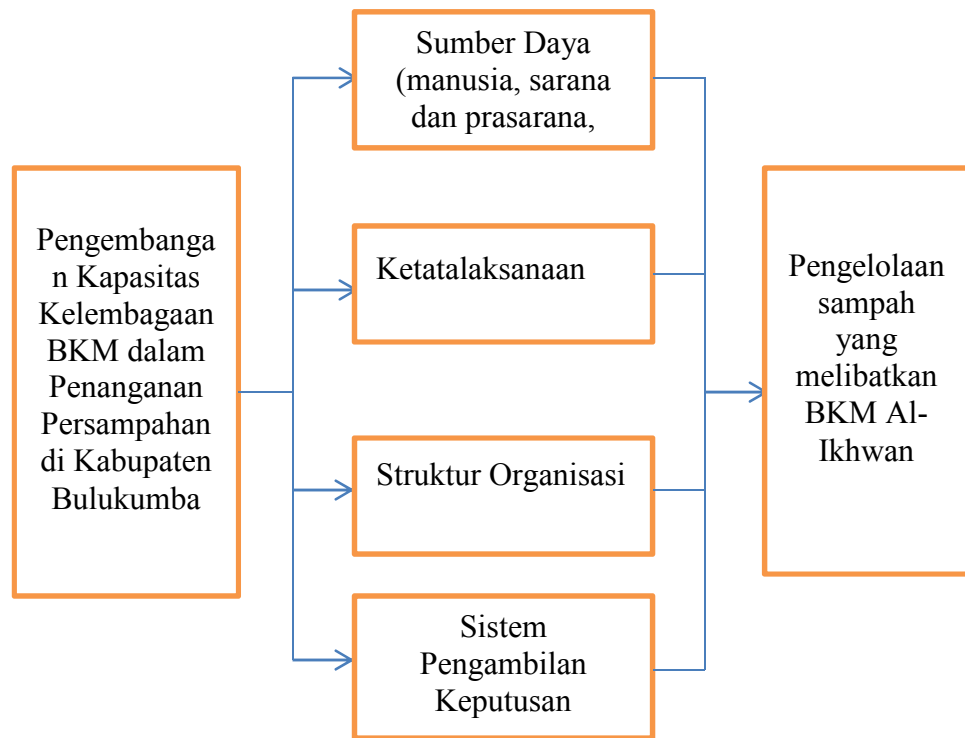 Pengembanga
n Kapasitas
Kelembagaan
BKM dalam
Penanganan
Persampahan
di Kabupaten
Bulukumba
Sumber Daya
(manusia, sarana
dan prasarana,
Ketatalaksanaan
Struktur Organisasi
Sistem
Pengambilan
Keputusan
Pengelolaan
sampah
yang
melibatkan
BKM Al-
Ikhwan